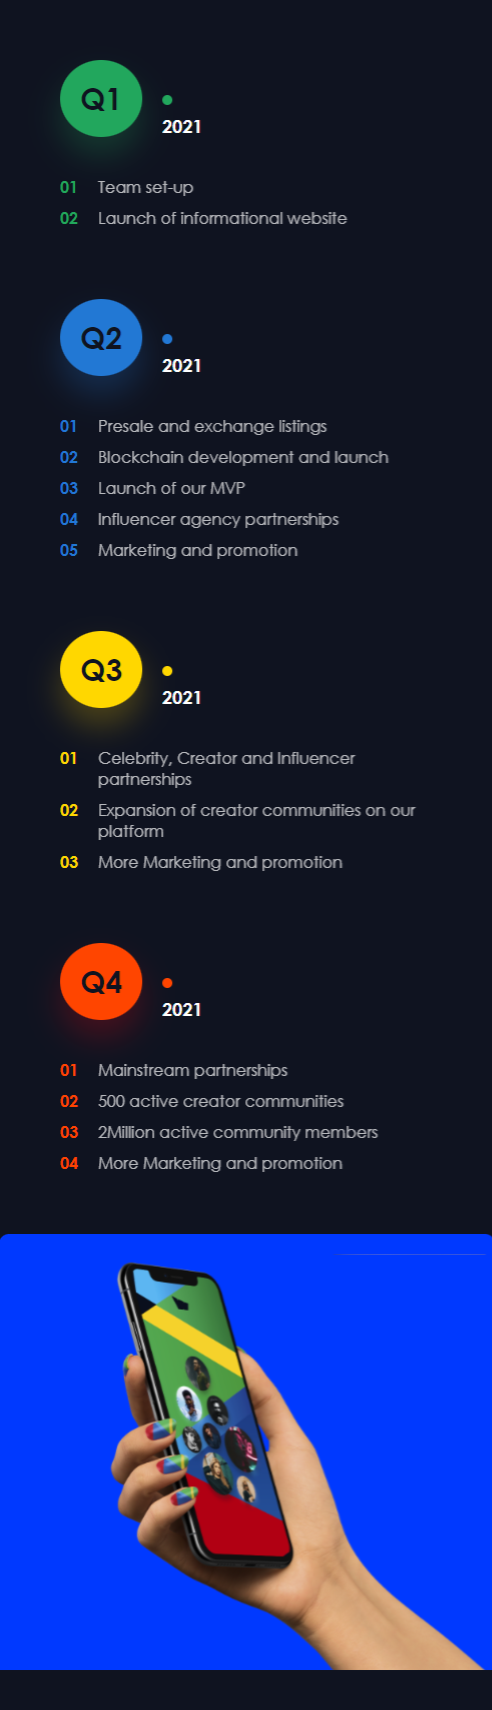 Q1
2021
01 Team set-up
02 Launch of informational website
Q2
2021
01 Presale and exchange listings
02 Blockchain development and launch
03 Launch of our MVP
04 Influencer agency partnerships
05 Marketing and promotion
Q3
2021
01 Celebrity, Creator and Influencer
partnerships
02 Expansion of creator communities on our
platform
03 More Marketing and promotion
Q4
2021
01 Mainstream partnerships
02 500 active creator communities
03 2Million active community members
04 More Marketing and promotion